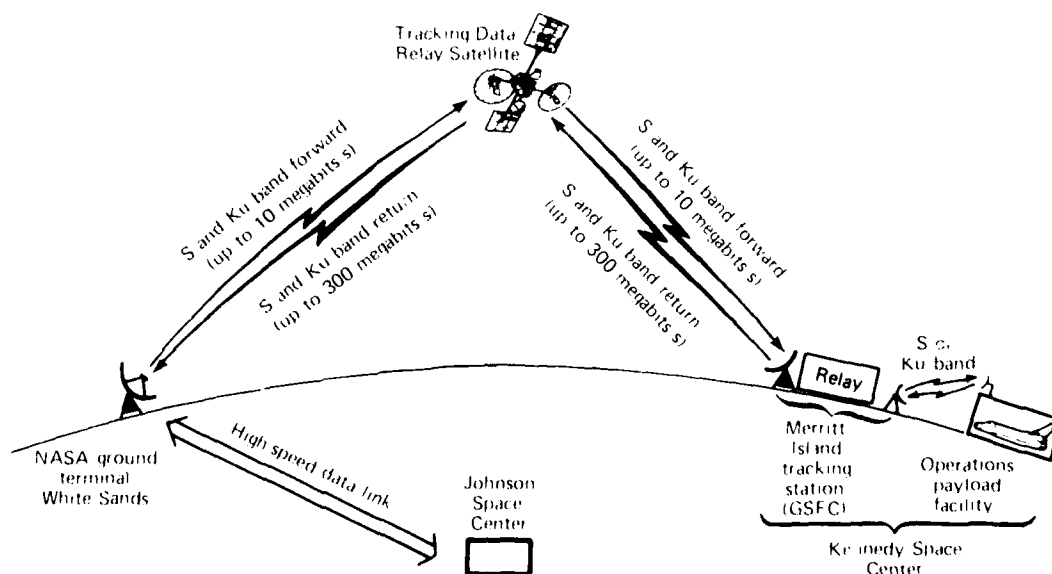 Tracking Data
Relay Satellite
S and Ku band forward
(up to 10 megabits s)
S and Ku band return
(up to 300 megabits s)
S and Ku band forward
(up to 10 megabits s)
S and Ku band return
(up to 300 megabits s)
S or
Ku band
Relay
NASA ground
terminal
White Sands
High speed data link
Johnson
Space
Center
Merritt
Island
tracking
station
(GSFC)
Operations
payload
facility
Kennedy Space
Center